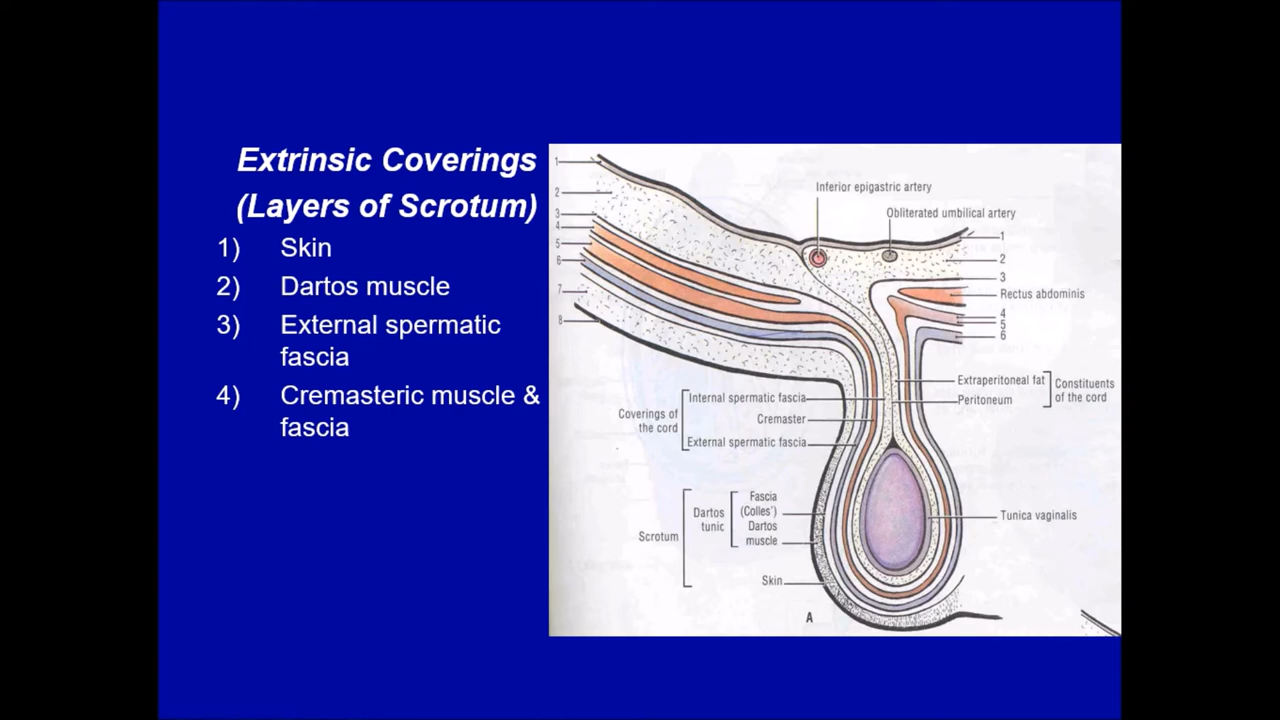 Extrinsic Coverings
(Layers of Scrotum)
1) Skin
2) Dartos muscle
3) External spermatic
fascia
4) Cremasteric muscle &
fascia
1
2
3
4
5
6
7
8
Inferior epigastric artery
Obliterated umbilical artery
1
2
3
Rectus abdominis
4
5
6
Extraperitoneal fat
Peritoneum
Constituents
of the cord
Internal spermatic fascia
Cremaster
External spermatic fascia
Coverings of
the cord
Fascia
(Colles')
Dartos
muscle
Dartos
tunic
Scrotum
Skin
Tunica vaginalis
A